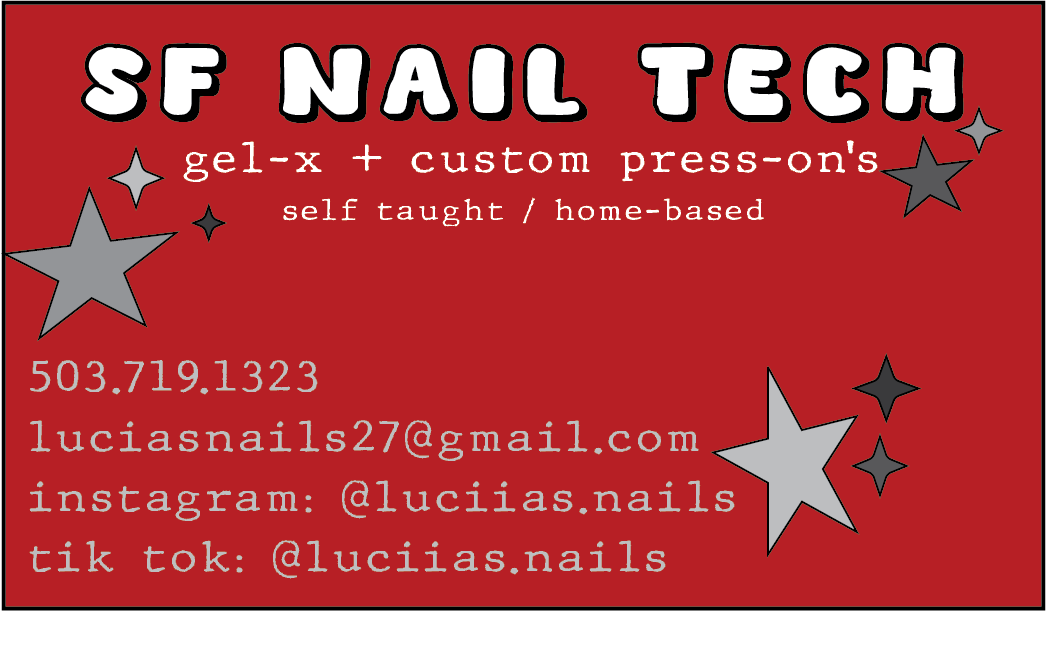 SF NAIL TECH
gel-x + custom press-on's
self taught / home-based
503.719.1323
luciasnails27@gmail.com
instagram: @luciias.nails
tik tok: @luciias.nails